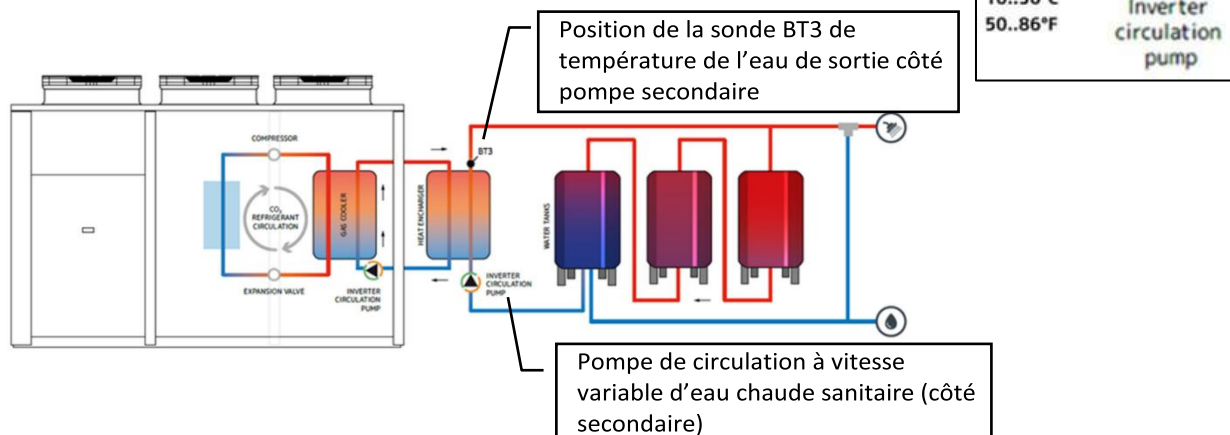 50..86°F
Inverter
circulation
pump
Position de la sonde BT3 de
température de l'eau de sortie côté
pompe secondaire
COMPRESSOR
BT3
CO₂
REFRIGERANT
CIRCULATION
GAS COOLER
HEAT ENCHARGER
WATER TANKS
EXPANSION VALVE
INVERTER
CIRCULATION
PUMP
INVERTER
CIRCULATION
PUMP
Pompe de circulation à vitesse
variable d'eau chaude sanitaire (côté
secondaire)